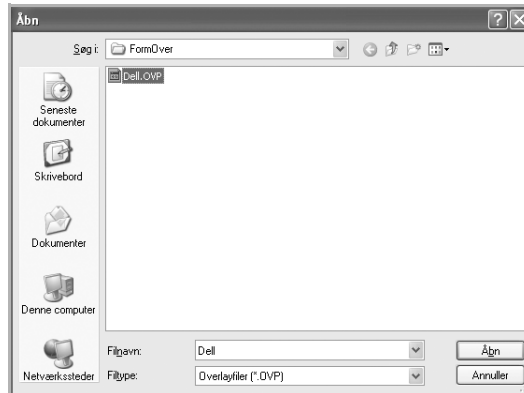 Åbn
Søg i: FormOver
Dell.OVP
Seneste
dokumenter
Skrivebord
Dokumenter
Denne computer
Netværkssteder
Filnavn: Dell Åbn
Filtype: Overlayfiler (*.OVP) Annuller